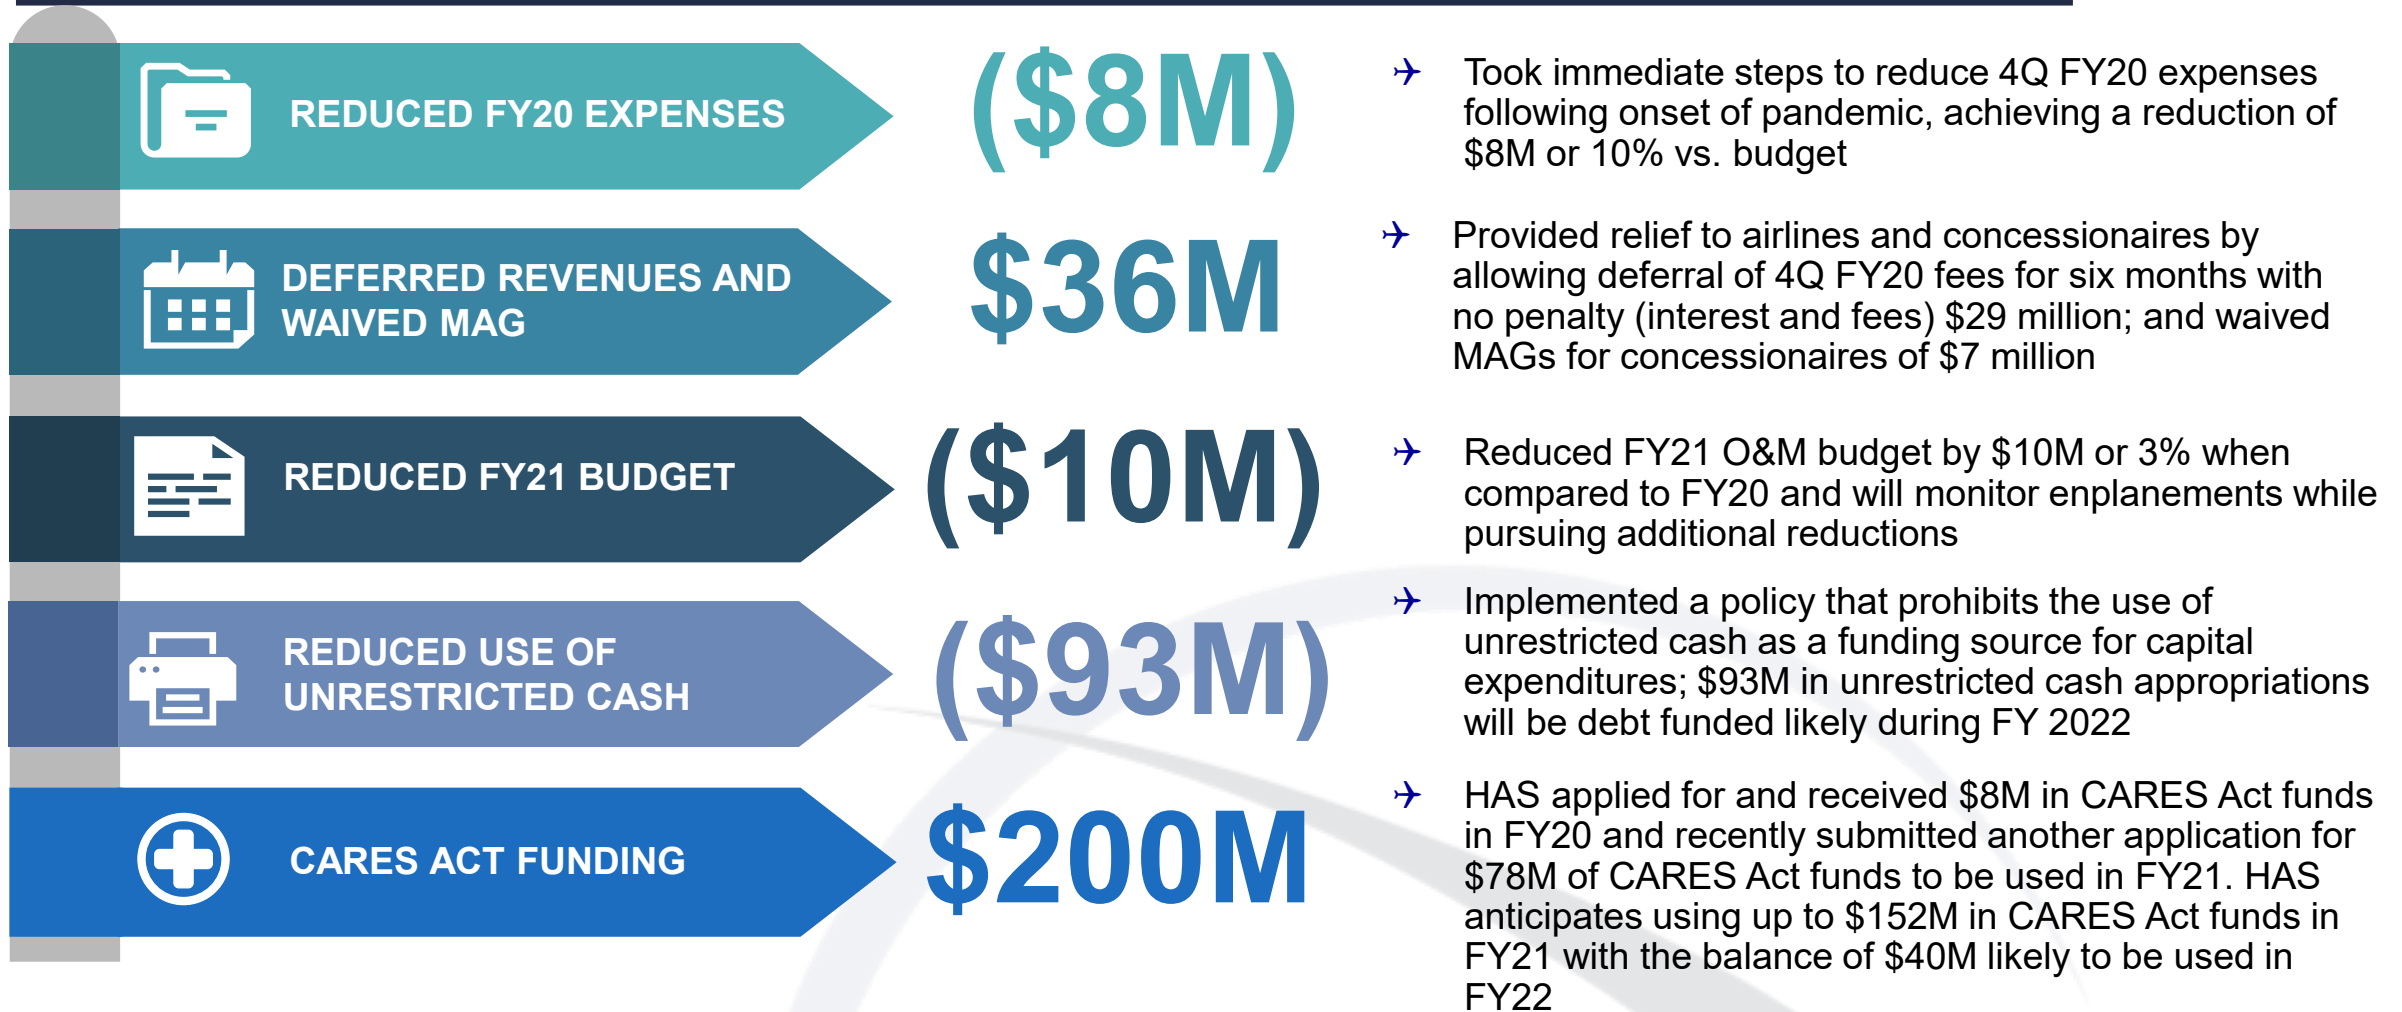 REDUCED FY20 EXPENSES
($8M)
Took immediate steps to reduce 4Q FY20 expenses
following onset of pandemic, achieving a reduction of
$8M or 10% vs. budget
DEFERRED REVENUES AND
WAIVED MAG
$36M
Provided relief to airlines and concessionaires by
allowing deferral of 4Q FY20 fees for six months with
no penalty (interest and fees) $29 million; and waived
MAGs for concessionaires of $7 million
REDUCED FY21 BUDGET
($10M)
Reduced FY21 O&M budget by $10M or 3% when
compared to FY20 and will monitor enplanements while
pursuing additional reductions
REDUCED USE OF
UNRESTRICTED CASH
($93M)
Implemented a policy that prohibits the use of
unrestricted cash as a funding source for capital
expenditures; $93M in unrestricted cash appropriations
will be debt funded likely during FY 2022
CARES ACT FUNDING
$200M
HAS applied for and received $8M in CARES Act funds
in FY20 and recently submitted another application for
$78M of CARES Act funds to be used in FY21. HAS
anticipates using up to $152M in CARES Act funds in
FY21 with the balance of $40M likely to be used in
FY22